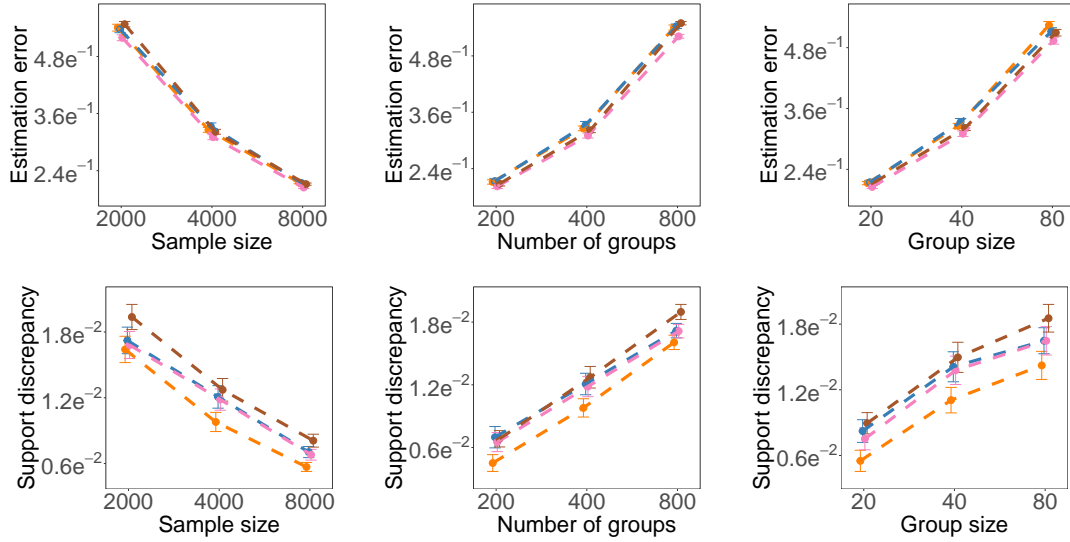 Estimation error
4.8e⁻¹
3.6e⁻¹
2.4e⁻¹
2000 4000 8000
Sample size
Estimation error
4.8e⁻¹
3.6e⁻¹
2.4e⁻¹
200 400 800
Number of groups
Estimation error
4.8e⁻¹
3.6e⁻¹
2.4e⁻¹
20 40 80
Group size
Support discrepancy
1.8e⁻²
1.2e⁻²
0.6e⁻²
2000 4000 8000
Sample size
Support discrepancy
1.8e⁻²
1.2e⁻²
0.6e⁻²
200 400 800
Number of groups
Support discrepancy
1.8e⁻²
1.2e⁻²
0.6e⁻²
20 40 80
Group size